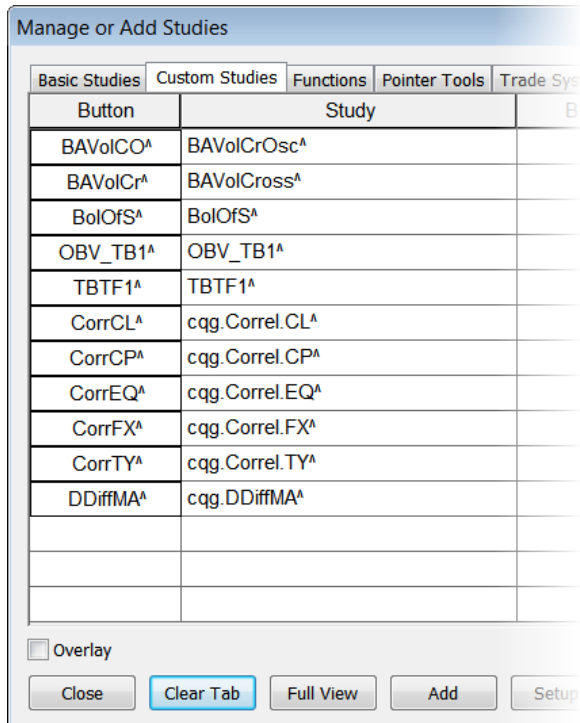 Manage or Add Studies
Basic Studies Custom Studies Functions Pointer Tools Trade Sys
Button Study B
BAVolCO^ BAVolCrOsc^
BAVolCr^ BAVolCross^
BolOfS^ BolOfS^
OBV_TB1^ OBV_TB1^
TBTF1^ TBTF1^
CorrCL^ cqg.Correl.CL^
CorrCP^ cqg.Correl.CP^
CorrEQ^ cqg.Correl.EQ^
CorrFX^ cqg.Correl.FX^
CorrTY^ cqg.Correl.TY^
DDiffMA^ cqg.DDiffMA^
Overlay
Close Clear Tab Full View Add Setup